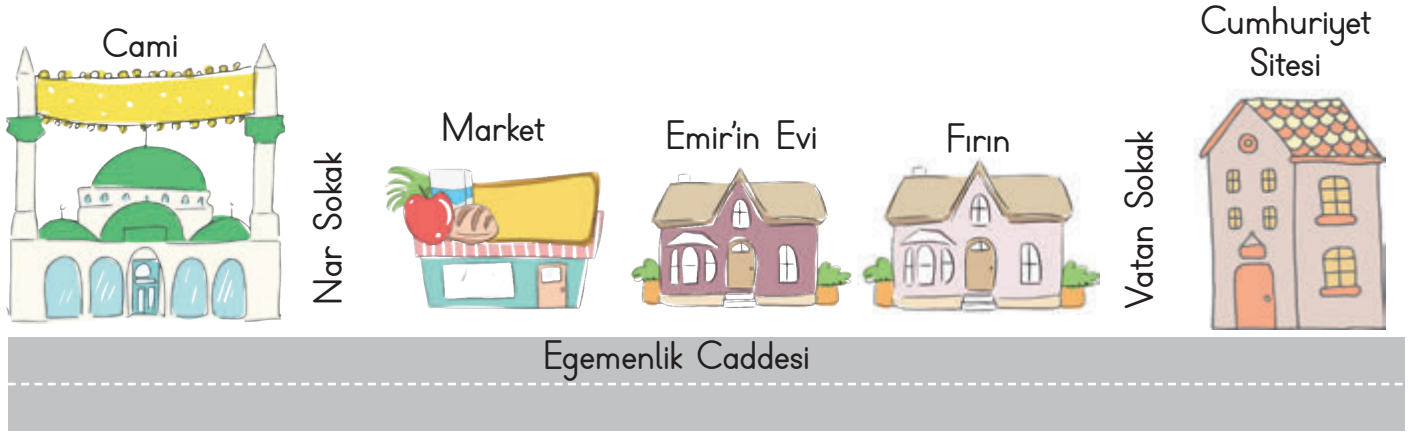 Cami
Nar Sokak
Market
Emir'in Evi
Fırın
Vatan Sokak
Cumhuriyet
Sitesi
Egemenlik Caddesi